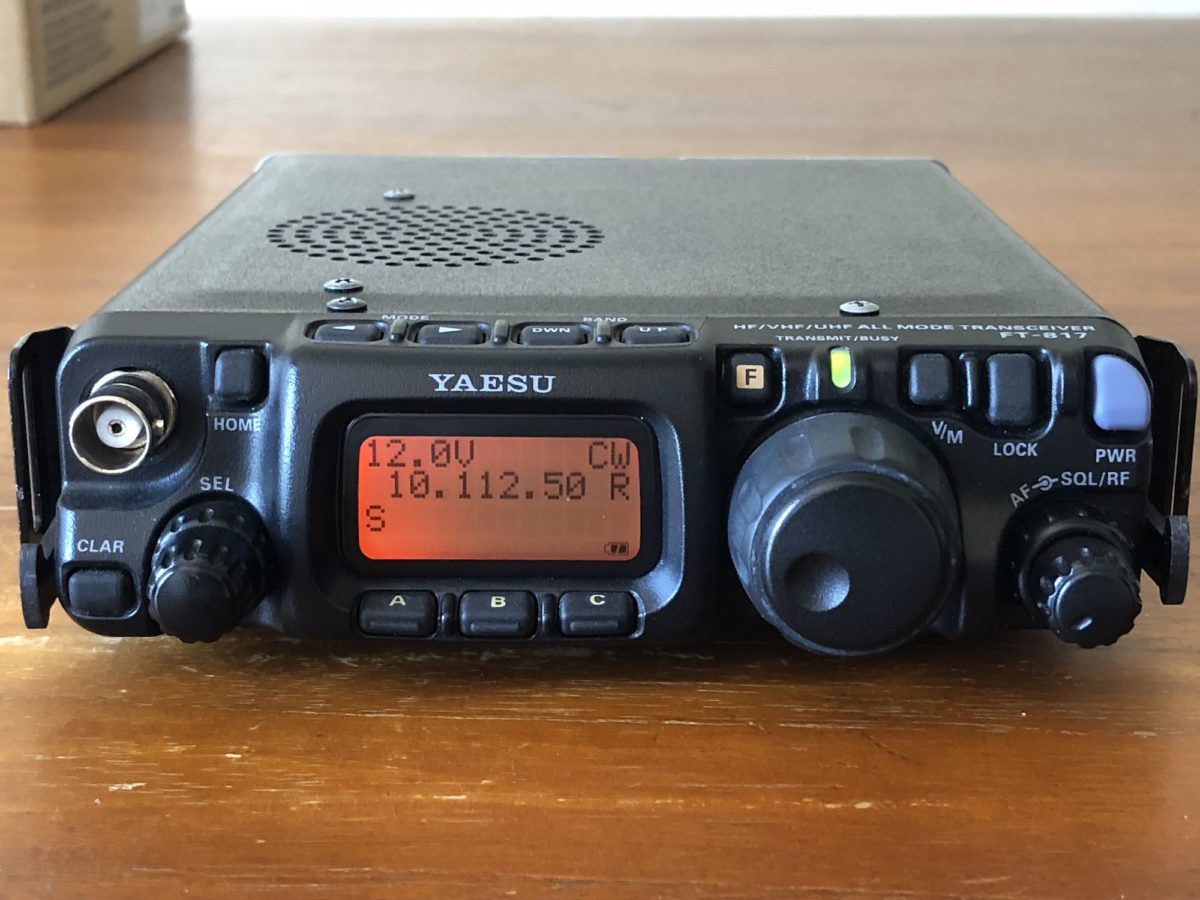 MODE
BAND
DWN
UP
HF/VHF/UHF ALL MODE TRANSCEIVER
FT-817
TRANSMIT/BUSY
YAESU
F
HOME
V/M
LOCK
PWR
12.0V CW
10.112.50 R
S
SEL
AF SQL/RF
CLAR
A
B
C